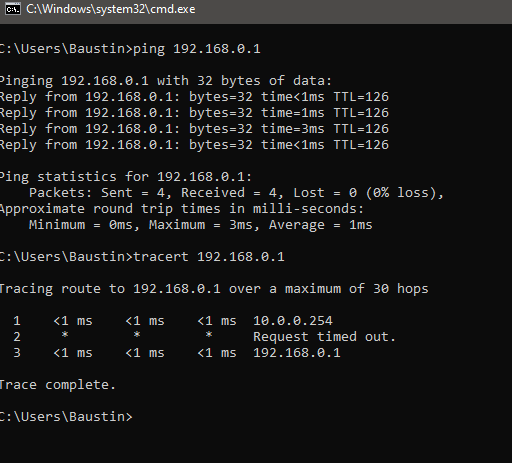 C:\Windows\system32\cmd.exe
C:\Users\Baustin>ping 192.168.0.1
Pinging 192.168.0.1 with 32 bytes of data:
Reply from 192.168.0.1: bytes=32 time<1ms TTL=126
Reply from 192.168.0.1: bytes=32 time=1ms TTL=126
Reply from 192.168.0.1: bytes=32 time=3ms TTL=126
Reply from 192.168.0.1: bytes=32 time<1ms TTL=126
Ping statistics for 192.168.0.1:
    Packets: Sent = 4, Received = 4, Lost = 0 (0% loss),
Approximate round trip times in milli-seconds:
    Minimum = 0ms, Maximum = 3ms, Average = 1ms
C:\Users\Baustin>tracert 192.168.0.1
Tracing route to 192.168.0.1 over a maximum of 30 hops
  1    <1 ms    <1 ms    <1 ms  10.0.0.254
  2     *        *        *     Request timed out.
  3    <1 ms    <1 ms    <1 ms  192.168.0.1
Trace complete.
C:\Users\Baustin>